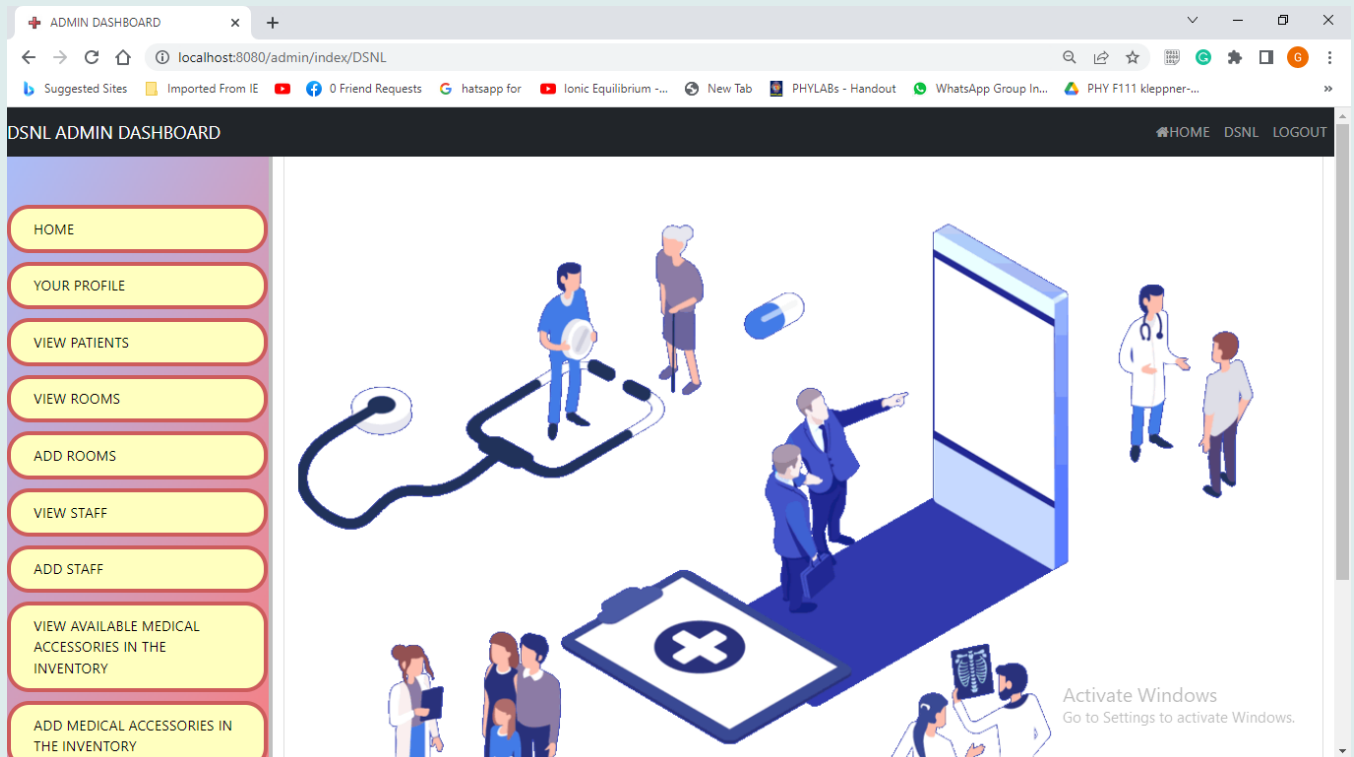 ADMIN DASHBOARD
localhost:8080/admin/index/DSNL
G
Suggested Sites Imported From IE 0 Friend Requests hatsapp for Ionic Equilibrium -... New Tab PHYLABs - Handout WhatsApp Group In... PHY F111 kleppner-...
DSNL ADMIN DASHBOARD HOME DSNL LOGOUT
HOME
YOUR PROFILE
VIEW PATIENTS
VIEW ROOMS
ADD ROOMS
VIEW STAFF
ADD STAFF
VIEW AVAILABLE MEDICAL
ACCESSORIES IN THE
INVENTORY
ADD MEDICAL ACCESSORIES IN
THE INVENTORY
Activate Windows
Go to Settings to activate Windows.